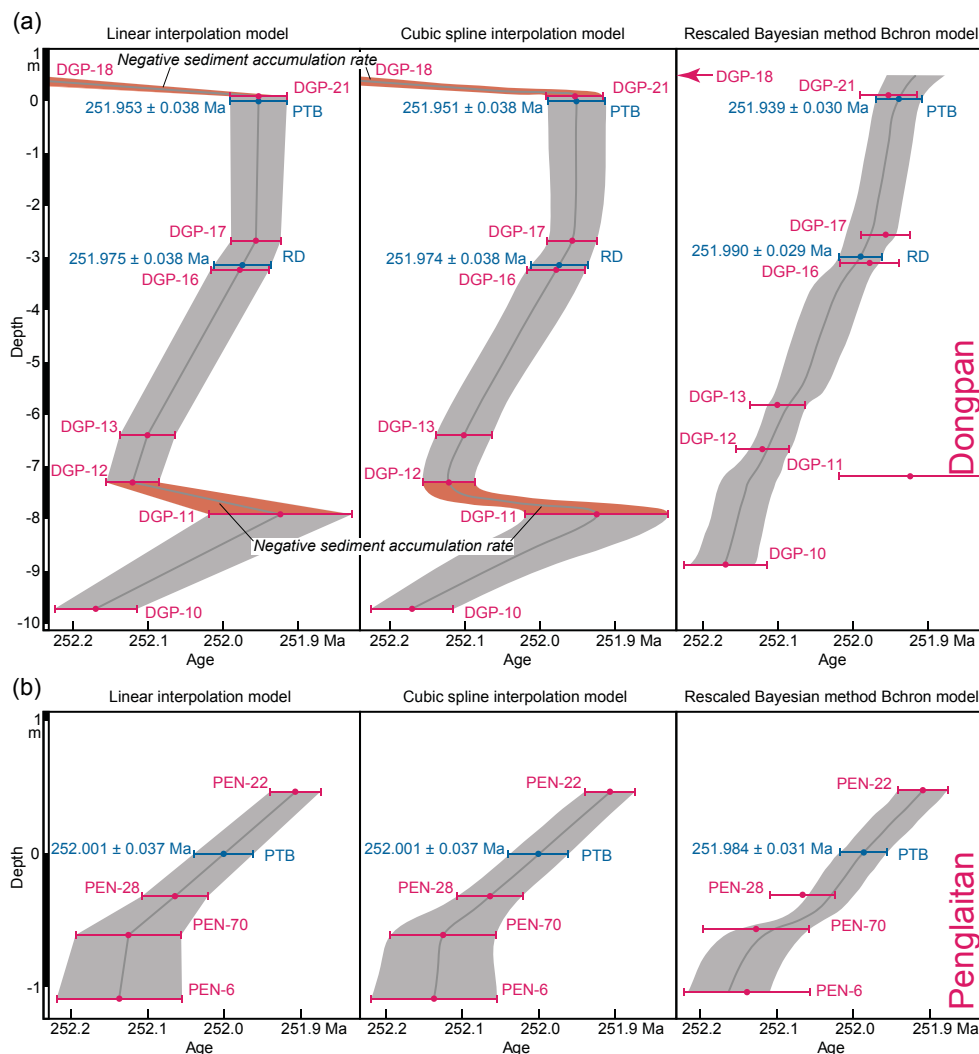 (a)
Linear interpolation model
Cubic spline interpolation model
Rescaled Bayesian method Bchron model
1
m
0
-1
-2
-3
-4
-5
-6
-7
-8
-9
-10
Depth
Negative sediment accumulation rate
DGP-18
DGP-21
251.953 ± 0.038 Ma
PTB
DGP-17
251.975 ± 0.038 Ma
RD
DGP-16
DGP-13
DGP-12
DGP-11
Negative sediment accumulation rate
DGP-10
DGP-18
DGP-21
251.951 ± 0.038 Ma
PTB
DGP-17
251.974 ± 0.038 Ma
RD
DGP-16
DGP-13
DGP-12
DGP-11
DGP-10
DGP-18
DGP-21
251.939 ± 0.030 Ma
PTB
DGP-17
251.990 ± 0.029 Ma
RD
DGP-16
DGP-13
DGP-12
DGP-11
DGP-10
Dongpan
252.2 252.1 252.0 251.9 Ma
Age
252.2 252.1 252.0 251.9 Ma
Age
252.2 252.1 252.0 251.9 Ma
Age
(b)
Linear interpolation model
Cubic spline interpolation model
Rescaled Bayesian method Bchron model
1
m
0
-1
Depth
PEN-22
252.001 ± 0.037 Ma
PTB
PEN-28
PEN-70
PEN-6
PEN-22
252.001 ± 0.037 Ma
PTB
PEN-28
PEN-70
PEN-6
PEN-22
251.984 ± 0.031 Ma
PTB
PEN-28
PEN-70
PEN-6
Penglaitan
252.2 252.1 252.0 251.9 Ma
Age
252.2 252.1 252.0 251.9 Ma
Age
252.2 252.1 252.0 251.9 Ma
Age